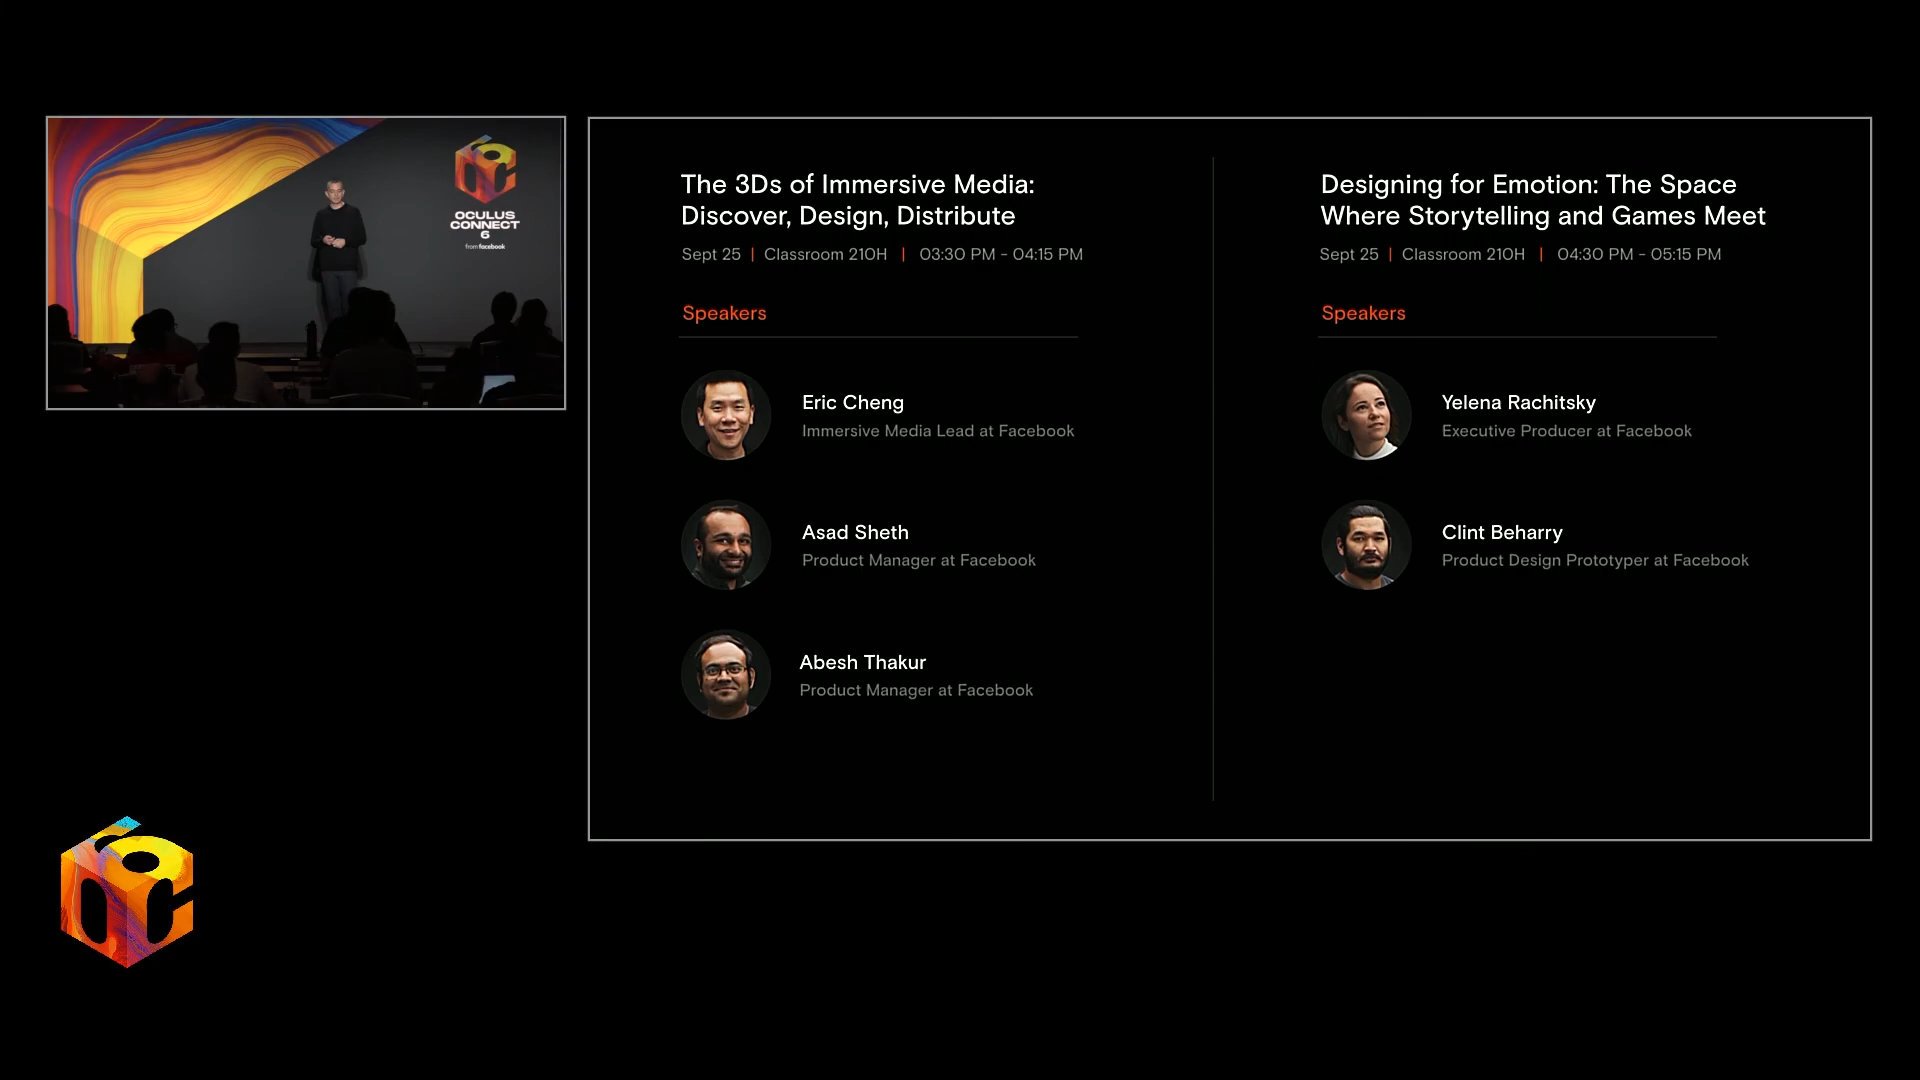 OCULUS
CONNECT
6
from facebook
The 3Ds of Immersive Media:
Discover, Design, Distribute
Sept 25 | Classroom 210H | 03:30 PM - 04:15 PM
Speakers
Eric Cheng
Immersive Media Lead at Facebook
Asad Sheth
Product Manager at Facebook
Abesh Thakur
Product Manager at Facebook
Designing for Emotion: The Space
Where Storytelling and Games Meet
Sept 25 | Classroom 210H | 04:30 PM - 05:15 PM
Speakers
Yelena Rachitsky
Executive Producer at Facebook
Clint Beharry
Product Design Prototyper at Facebook